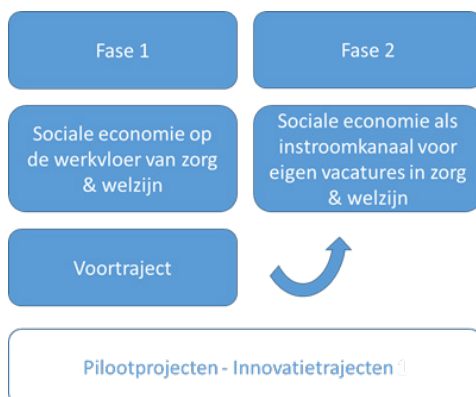 Fase 1
Fase 2
Sociale economie op
de werkvloer van zorg
& welzijn
Sociale economie als
instroomkanaal voor
eigen vacatures in zorg
& welzijn
Voortraject
Pilootprojecten - Innovatietrajecten